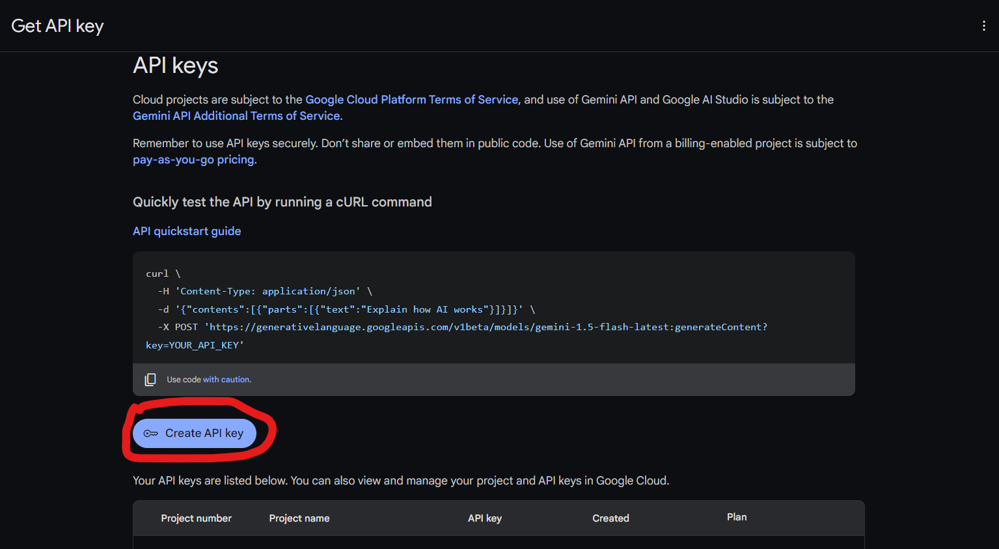 Get API key
API keys
Cloud projects are subject to the Google Cloud Platform Terms of Service, and use of Gemini API and Google AI Studio is subject to the
Gemini API Additional Terms of Service.
Remember to use API keys securely. Don’t share or embed them in public code. Use of Gemini API from a billing-enabled project is subject to
pay-as-you-go pricing.
Quickly test the API by running a cURL command
API quickstart guide
curl \
  -H 'Content-Type: application/json' \
  -d '{"contents":[{"parts":[{"text":"Explain how AI works"}]}]}' \
  -X POST 'https://generativelanguage.googleapis.com/v1beta/models/gemini-1.5-flash-latest:generateContent?
key=YOUR_API_KEY'
Use code with caution.
Create API key
Your API keys are listed below. You can also view and manage your project and API keys in Google Cloud.
Project number Project name API key Created Plan